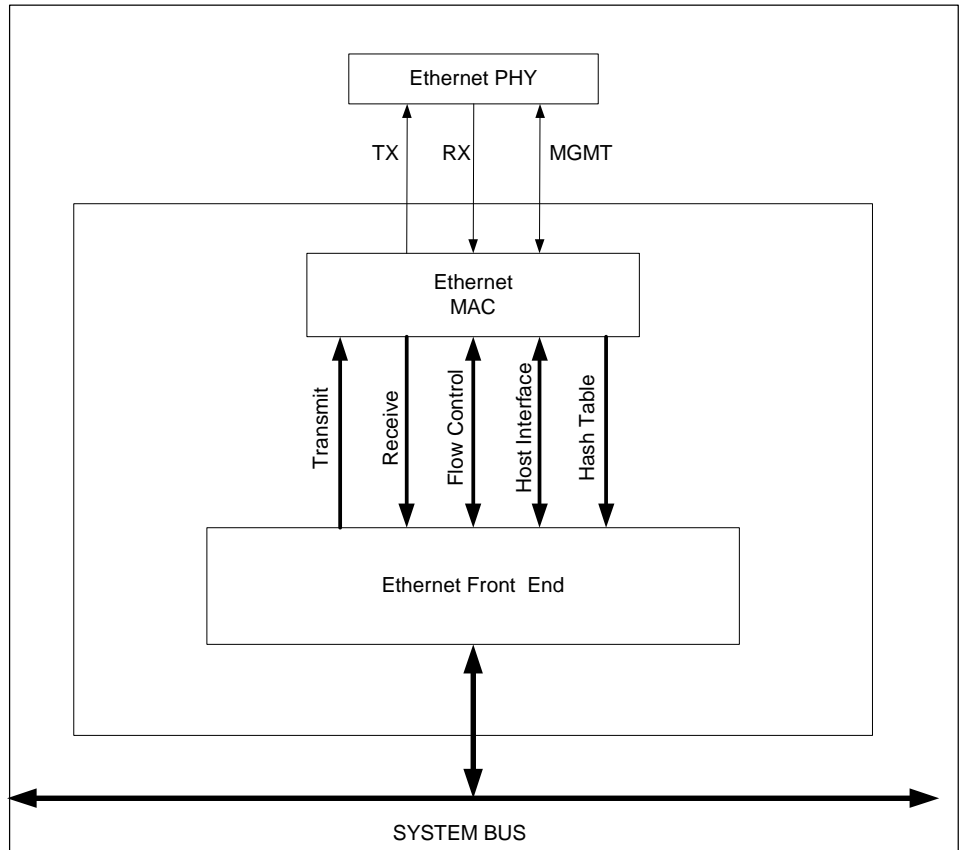 Ethernet PHY
TX
RX
MGMT
Ethernet
MAC
Transmit
Receive
Flow Control
Host Interface
Hash Table
Ethernet Front End
SYSTEM BUS